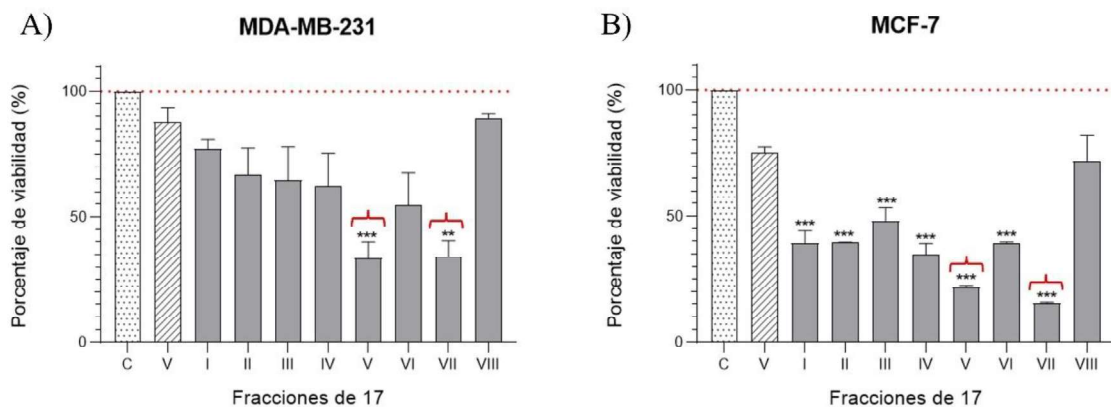 A)
MDA-MB-231
Porcentaje de viabilidad (%)
100
50
0
*** **
C V I II III IV V VI VII VIII
Fracciones de 17
B)
MCF-7
Porcentaje de viabilidad (%)
100
50
0
*** *** *** *** *** *** ***
C V I II III IV V VI VII VIII
Fracciones de 17